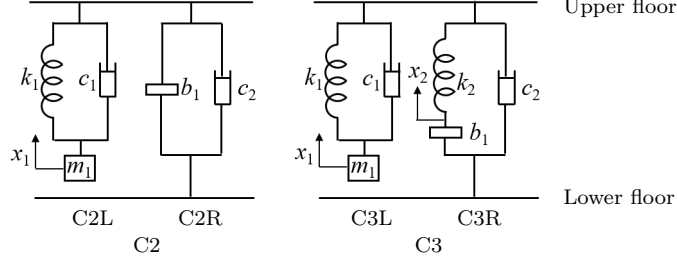 Upper floor
k1 c1 b1 c2 k1 c1 x2 k2 c2
b1
x1 m1 x1 m1
Lower floor
C2L C2R C3L C3R
C2 C3